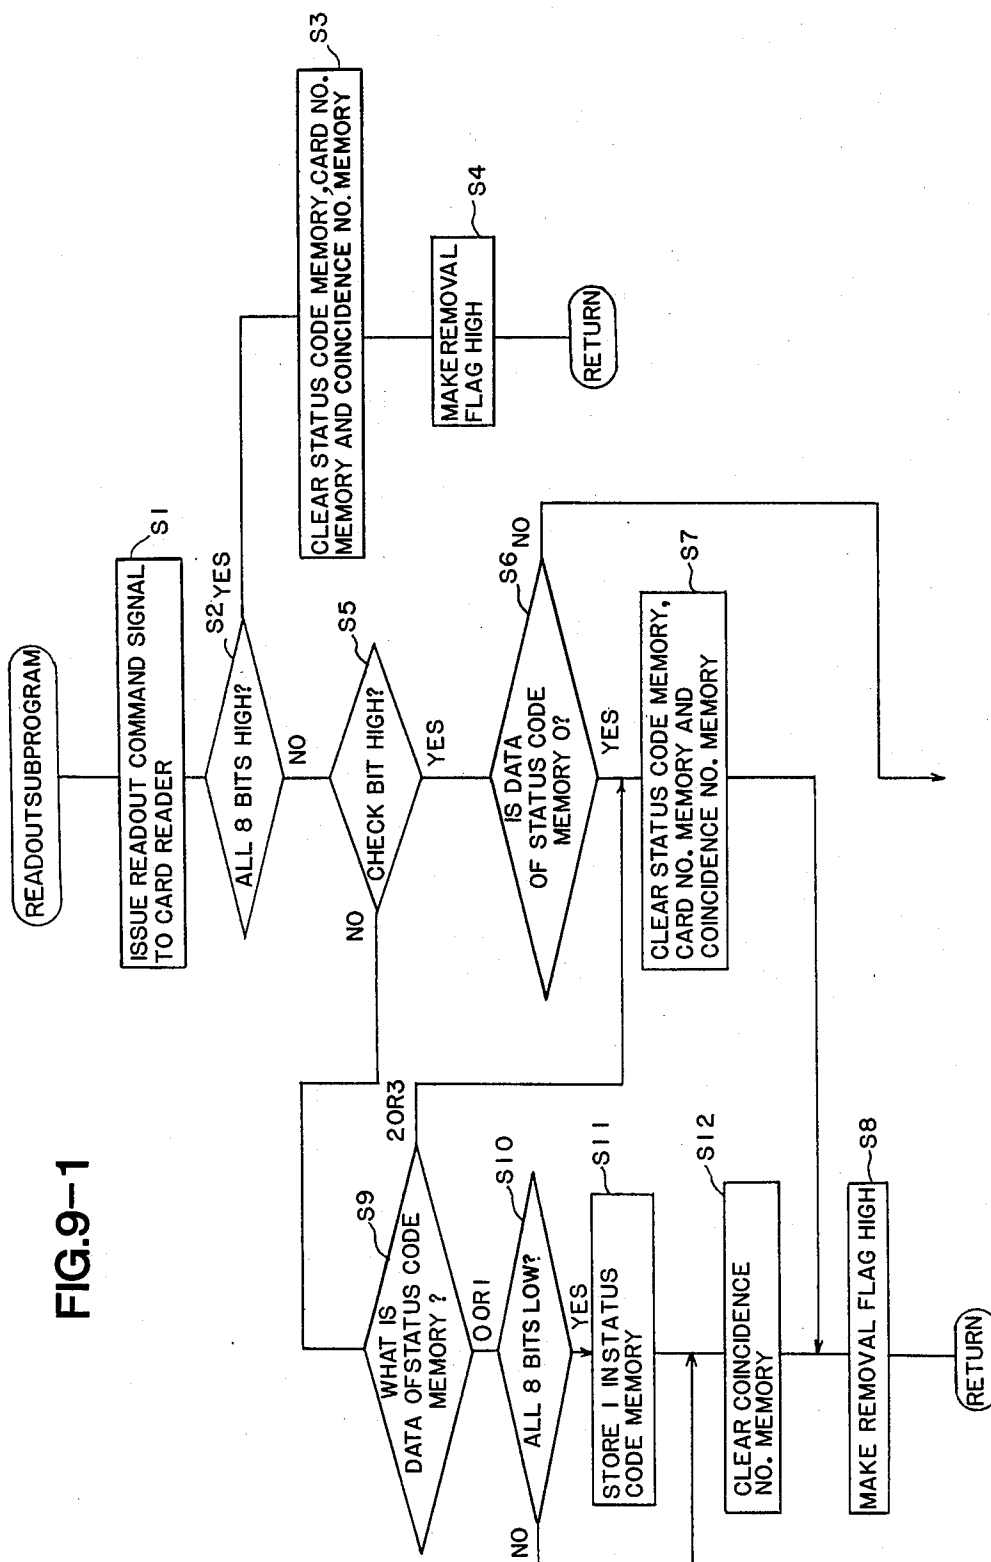 FIG.9-1
READOUTSUBPROGRAM
S1
ISSUE READOUT COMMAND SIGNAL
TO CARD READER
S2
YES
ALL 8 BITS HIGH?
NO
S3
CLEAR STATUS CODE MEMORY,CARD NO.
MEMORY AND COINCIDENCE NO. MEMORY
S4
MAKE REMOVAL
FLAG HIGH
RETURN
S5
CHECK BIT HIGH?
NO
YES
S6
NO
IS DATA
OF STATUS CODE
MEMORY 0?
YES
S7
CLEAR STATUS CODE MEMORY,
CARD NO. MEMORY AND
COINCIDENCE NO. MEMORY
S9
WHAT IS
DATA OFSTATUS CODE
MEMORY ?
2OR3
0OR1
S10
ALL 8 BITS LOW?
NO
YES
S11
STORE 1 INSTATUS
CODE MEMORY
S12
CLEAR COINCIDENCE
NO. MEMORY
S8
MAKE REMOVAL FLAG HIGH
RETURN